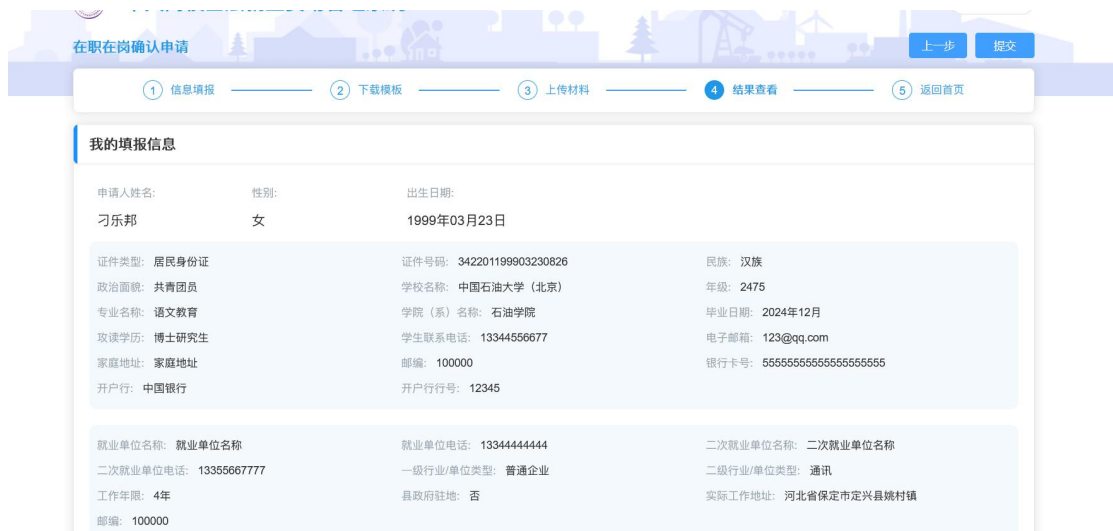 在职在岗确认申请
上一步 提交
1 信息填报 2 下载模板 3 上传材料 4 结果查看 5 返回首页
我的填报信息
申请人姓名: 性别: 出生日期:
刁乐邦 女 1999年03月23日
证件类型: 居民身份证 证件号码: 342201199903230826 民族: 汉族
政治面貌: 共青团员 学校名称: 中国石油大学（北京） 年级: 2475
专业名称: 语文教育 学院（系）名称: 石油学院 毕业日期: 2024年12月
攻读学历: 博士研究生 学生联系电话: 13344556677 电子邮箱: 123@qq.com
家庭地址: 家庭地址 邮编: 100000 银行卡号: 55555555555555555555
开户行: 中国银行 开户行行号: 12345
就业单位名称: 就业单位名称 就业单位电话: 13344444444 二次就业单位名称: 二次就业单位名称
二次就业单位电话: 13355667777 一级行业/单位类型: 普通企业 二级行业/单位类型: 通讯
工作年限: 4年 县政府驻地: 否 实际工作地址: 河北省保定市定兴县姚村镇
邮编: 100000